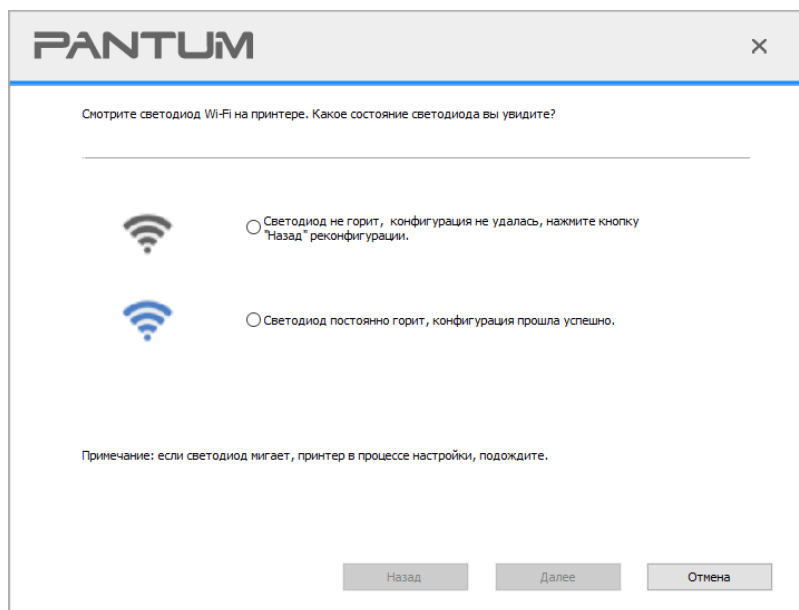 PANTUM
Смотрите светодиод Wi-Fi на принтере. Какое состояние светодиода вы увидите?
Светодиод не горит, конфигурация не удалась, нажмите кнопку
"Назад" реконфигурации.
Светодиод постоянно горит, конфигурация прошла успешно.
Примечание: если светодиод мигает, принтер в процессе настройки, подождите.
Назад
Далее
Отмена